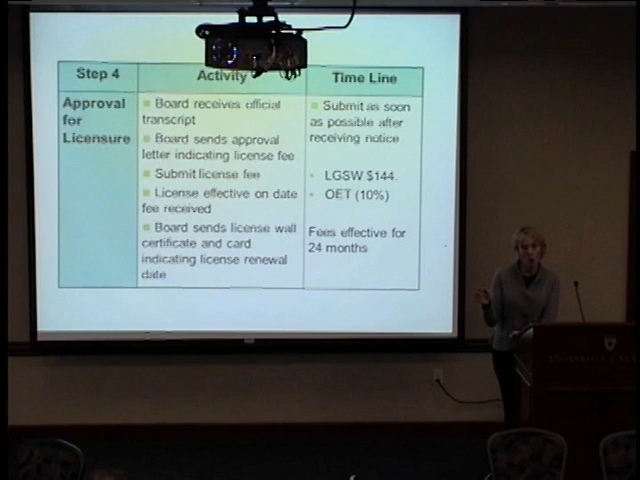 Step 4
Activity
Time Line
Approval
for
Licensure
Board receives official
transcript
Board sends approval
letter indicating license fee
Submit license fee
License effective on date
fee received
Board sends license wall
certificate and card
indicating license renewal
date
Submit as soon
as possible after
receiving notice
LGSW $144.
OET (10%)
Fees effective for
24 months